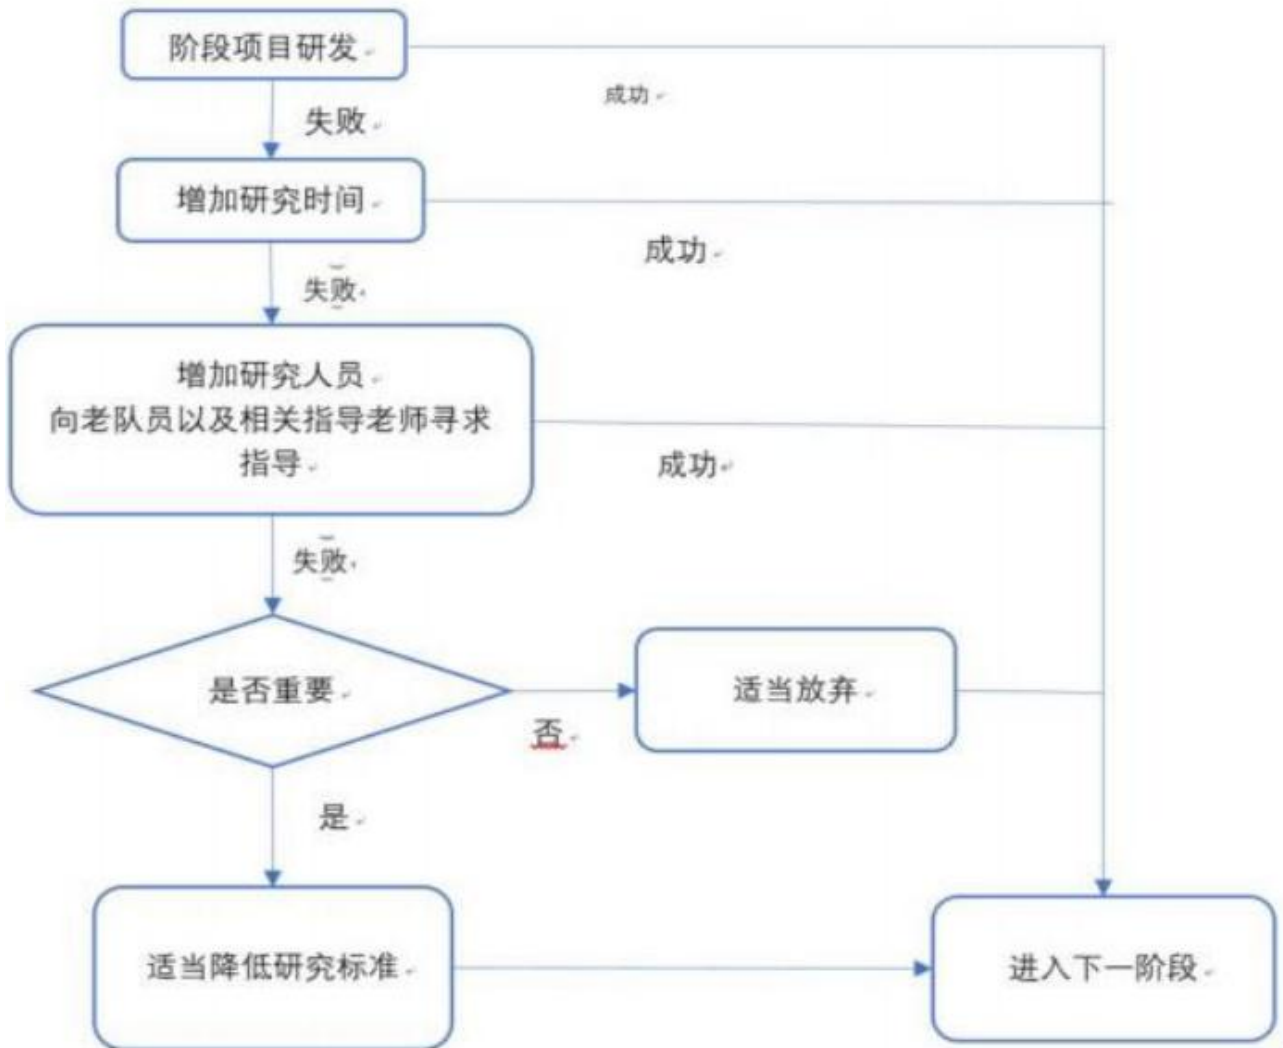 阶段项目研发
成功
失败
增加研究时间
成功
失败
增加研究人员
向老队员以及相关指导老师寻求
指导
成功
失败
是否重要
适当放弃
否
是
适当降低研究标准
进入下一阶段